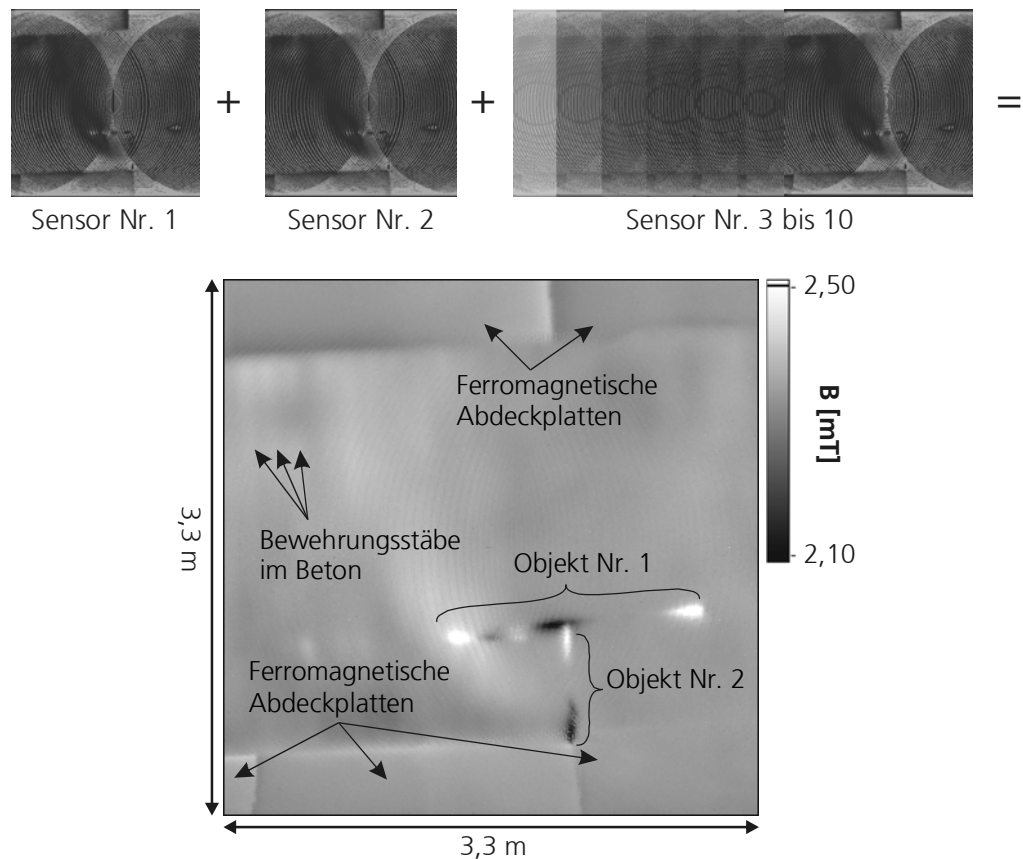 + + =
Sensor Nr. 1 Sensor Nr. 2 Sensor Nr. 3 bis 10
2,50
B [mT]
2,10
3,3 m
Ferromagnetische
Abdeckplatten
Bewehrungsstäbe
im Beton
Objekt Nr. 1
Ferromagnetische
Abdeckplatten
Objekt Nr. 2
3,3 m